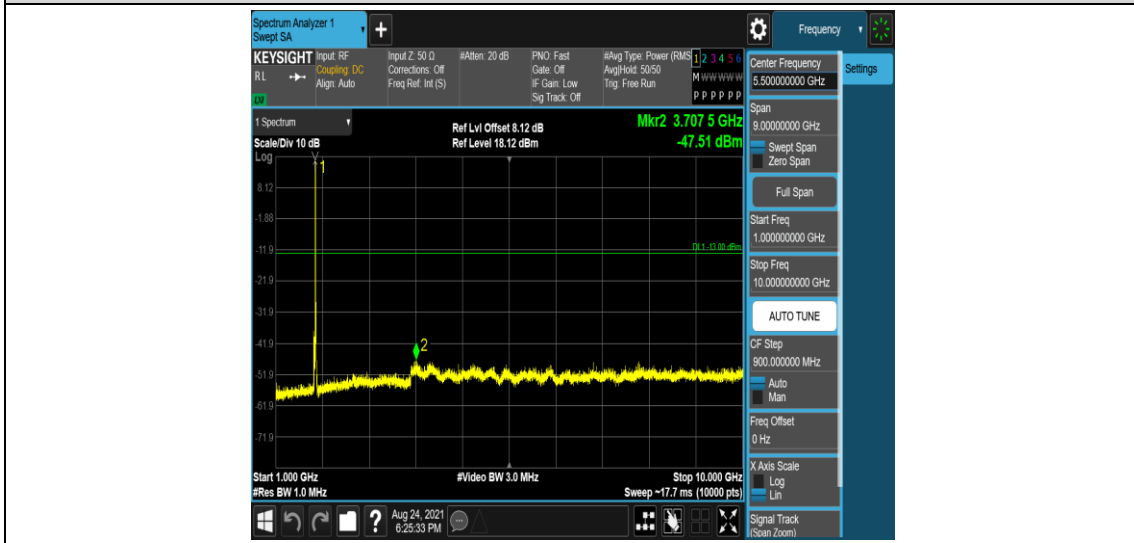 Spectrum Analyzer 1
Swept SA
+
Frequency
KEYSIGHT
RL
LXI
Input: RF
Coupling: DC
Align: Auto
Input Z: 50 Ω
Corrections: Off
Freq Ref: Int (S)
#Atten: 20 dB
PNO: Fast
Gate: Off
IF Gain: Low
Sig Track: Off
#Avg Type: Power (RMS
Avg|Hold: 50/50
Trig: Free Run
1 2 3 4 5 6
M W W W W W
P P P P P P
Center Frequency
5.500000000 GHz
Settings
Span
9.00000000 GHz
Swept Span
Zero Span
Full Span
Start Freq
1.000000000 GHz
Stop Freq
10.000000000 GHz
AUTO TUNE
CF Step
900.000000 MHz
Auto
Man
Freq Offset
0 Hz
X Axis Scale
Log
Lin
Signal Track
(Span Zoom)
1 Spectrum
Scale/Div 10 dB
Log
Ref Lvl Offset 8.12 dB
Ref Level 18.12 dBm
Mkr2 3.707 5 GHz
-47.51 dBm
1
8.12
-1.88
-11.9
DL1 -13.00 dBm
-21.9
-31.9
-41.9
2
-51.9
-61.9
-71.9
Start 1.000 GHz
#Res BW 1.0 MHz
#Video BW 3.0 MHz
Stop 10.000 GHz
Sweep ~17.7 ms (10000 pts)
?
Aug 24, 2021
6:25:33 PM